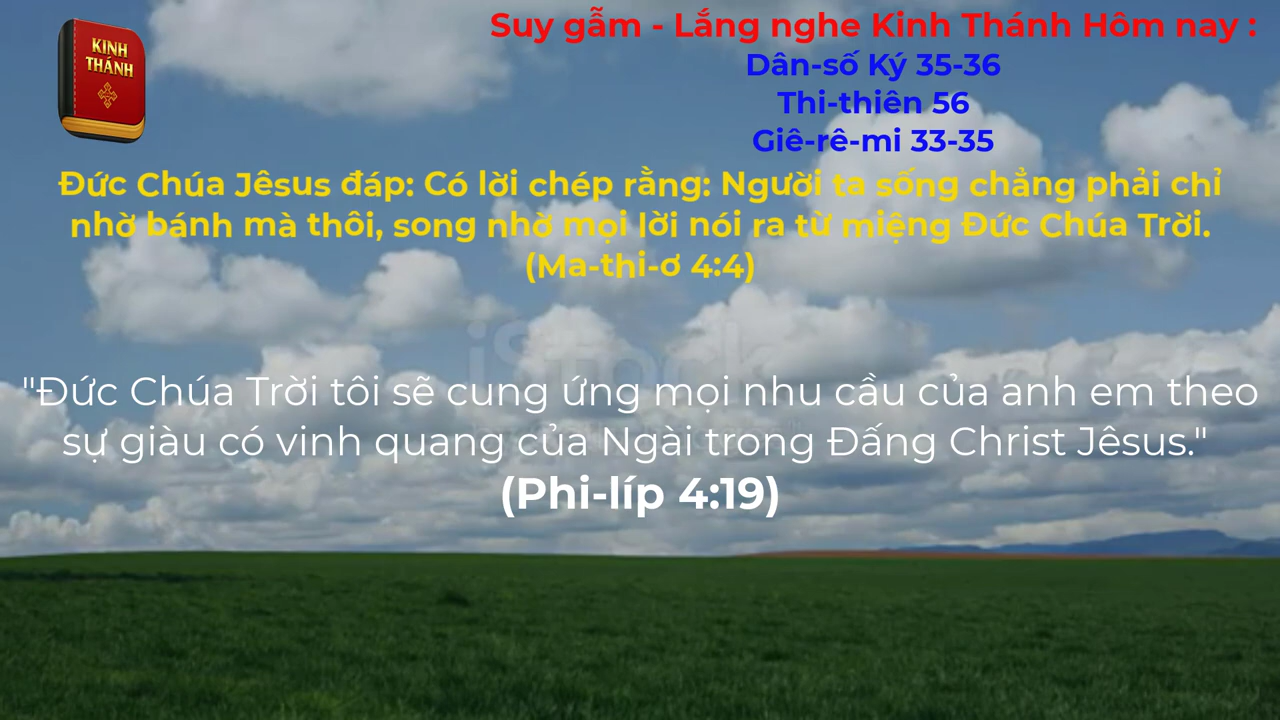 KINH
THÁNH
Suy gẫm - Lắng nghe Kinh Thánh Hôm nay :
Dân-số Ký 35-36
Thi-thiên 56
Giê-rê-mi 33-35
Đức Chúa Jêsus đáp: Có lời chép rằng: Người ta sống chẳng phải chỉ
nhờ bánh mà thôi, song nhờ mọi lời nói ra từ miệng Đức Chúa Trời.
(Ma-thi-ơ 4:4)
iStock
"Đức Chúa Trời tôi sẽ cung ứng mọi nhu cầu của anh em theo
sự giàu có vinh quang của Ngài trong Đấng Christ Jêsus."
(Phi-líp 4:19)